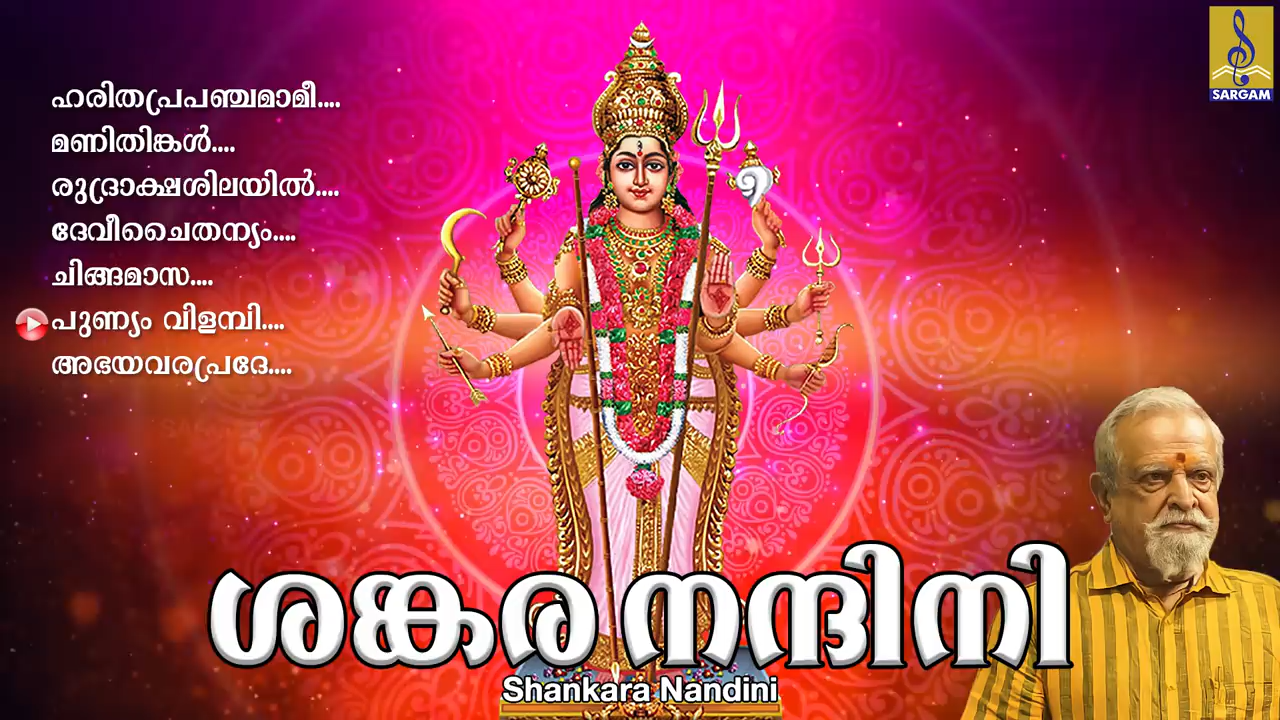 SARGAM
ഹരിതപ്രപഞ്ചമാമീ....
മണിതിങ്കൾ....
രുദ്രാക്ഷശിലയിൽ....
ദേവീചൈതന്യം....
ചിങ്ങമാസ....
പുണ്യം വിളമ്പി....
അഭയവരപ്രദേ....
ശങ്കര നന്ദിനി
Shankara Nandini